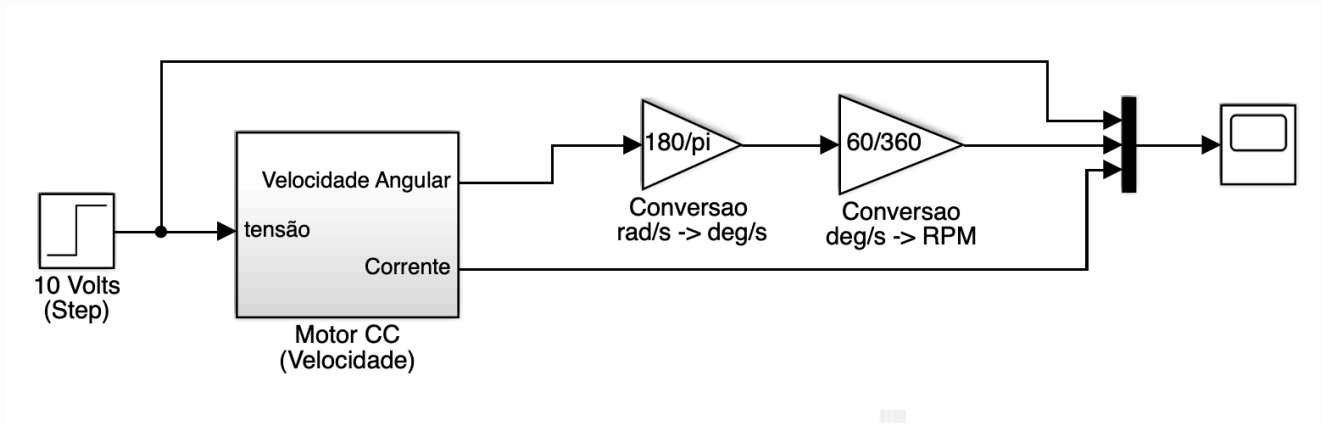 10 Volts
(Step)
Velocidade Angular
tensão
Corrente
Motor CC
(Velocidade)
180/pi
Conversao
rad/s -> deg/s
60/360
Conversao
deg/s -> RPM